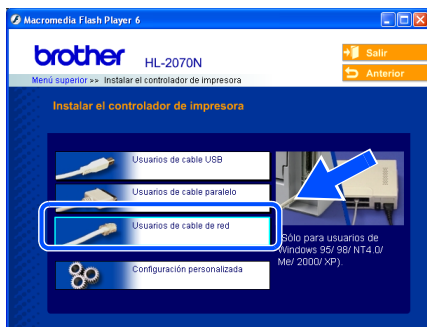 Macromedia Flash Player 6
brother
HL-2070N
Salir
Anterior
Menú superior >> Instalar el controlador de impresora
Instalar el controlador de impresora
Usuarios de cable USB
Usuarios de cable paralelo
Usuarios de cable de red
Configuración personalizada
(Sólo para usuarios de
Windows 95/ 98/ NT4.0/
Me/ 2000/ XP).